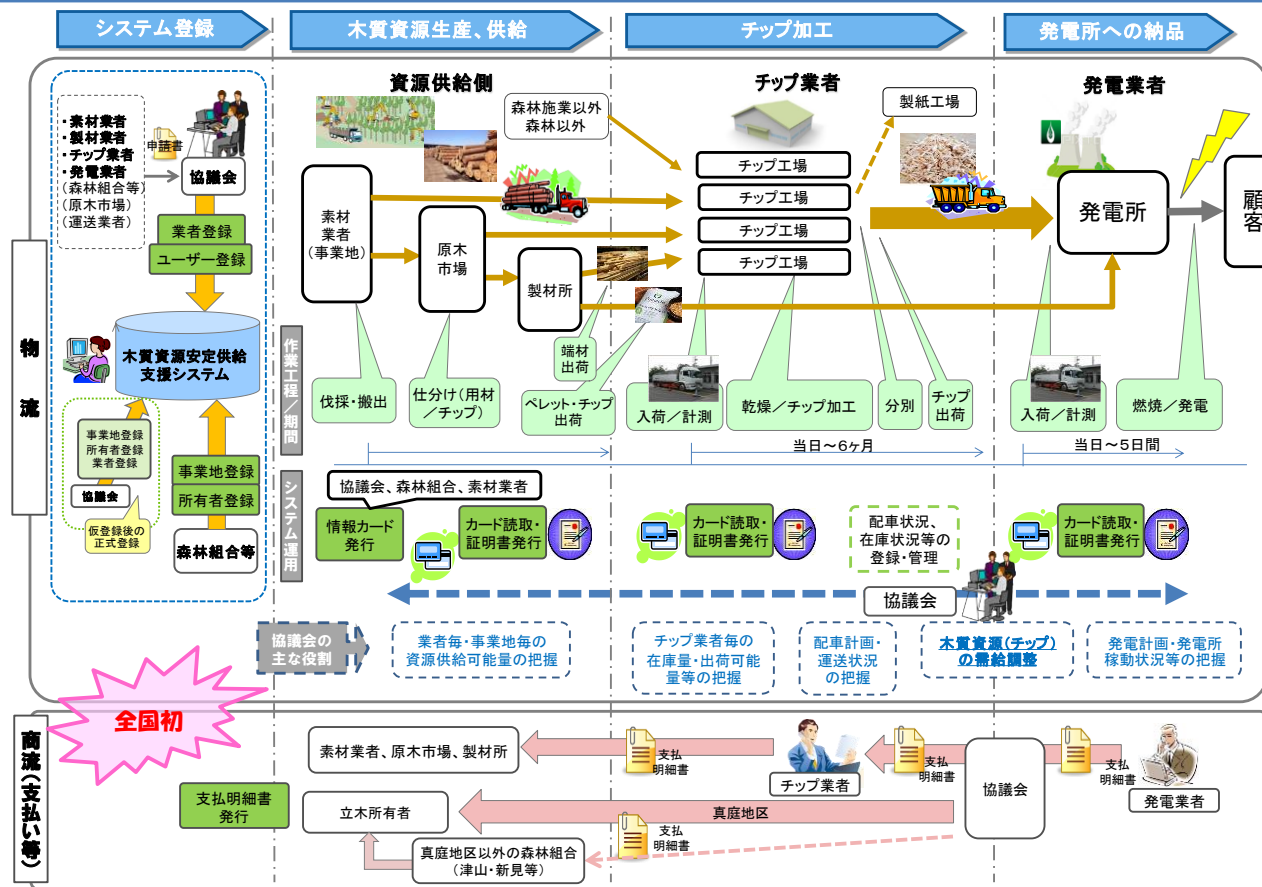 システム登録
木質資源生産、供給
チップ加工
発電所への納品
資源供給側
チップ業者
発電業者
・素材業者
・製材業者
・チップ業者
・発電業者
(森林組合等)
(原木市場)
(運送業者)
申請書
協議会
業者登録
ユーザー登録
木質資源安定供給
支援システム
事業地登録
所有者登録
業者登録
協議会
仮登録後の
正式登録
事業地登録
所有者登録
森林組合等
物流
森林施業以外
森林以外
製紙工場
素材
業者
(事業地)
原木
市場
製材所
チップ工場
チップ工場
チップ工場
チップ工場
発電所
顧
客
作業工程/期間
伐採・搬出
仕分け(用材
/チップ)
端材
出荷
ペレット・チップ
出荷
入荷/計測
乾燥/チップ加工
分別
チップ
出荷
入荷/計測
燃焼/発電
当日~6ヶ月
当日~5日間
システム運用
協議会、森林組合、素材業者
情報カード
発行
カード読取・
証明書発行
カード読取・
証明書発行
配車状況、
在庫状況等の
登録・管理
カード読取・
証明書発行
協議会
協議会の
主な役割
業者毎・事業地毎の
資源供給可能量の把握
チップ業者毎の
在庫量・出荷可能
量等の把握
配車計画・
運送状況
の把握
木質資源(チップ)
の需給調整
発電計画・発電所
稼動状況等の把握
全国初
商流(支払い等)
素材業者、原木市場、製材所
支払
明細書
チップ業者
支払
明細書
協議会
支払
明細書
発電業者
支払明細書
発行
立木所有者
真庭地区
支払
明細書
真庭地区以外の森林組合
(津山・新見等)